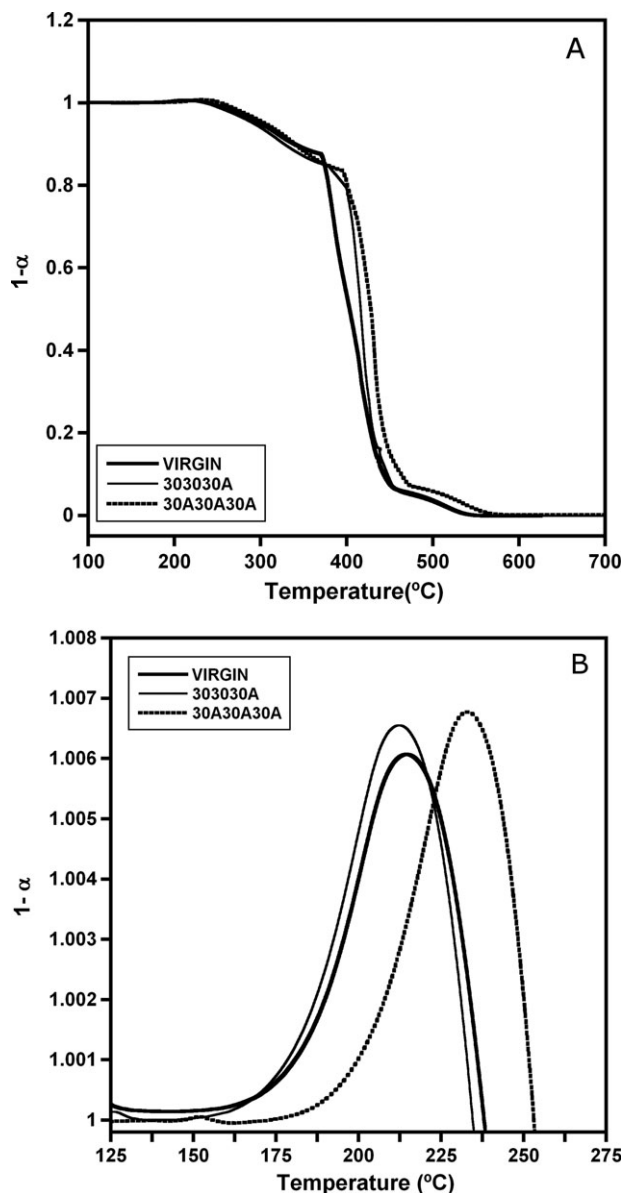 1.2
A
1
0.8
0.6
0.4
0.2
0
1-α
VIRGIN
303030A
30A30A30A
100 200 300 400 500 600 700
Temperature(ºC)
1.008
B
1.007
1.006
1.005
1.004
1.003
1.002
1.001
1
1- α
VIRGIN
303030A
30A30A30A
125 150 175 200 225 250 275
Temperature (ºC)